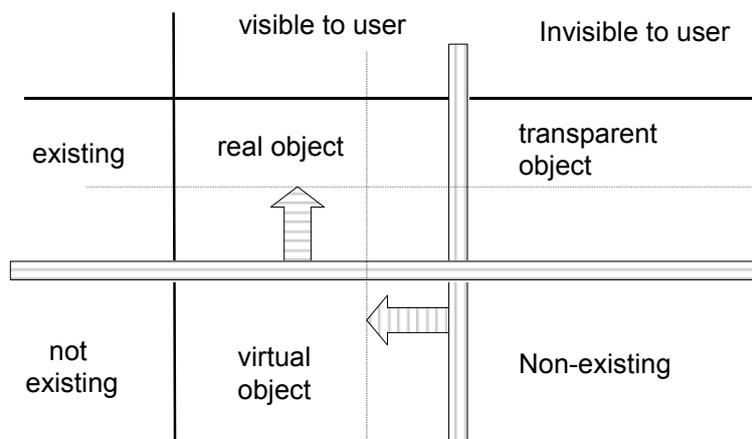 visible to user
Invisible to user
existing
real object
transparent
object
not
existing
virtual
object
Non-existing